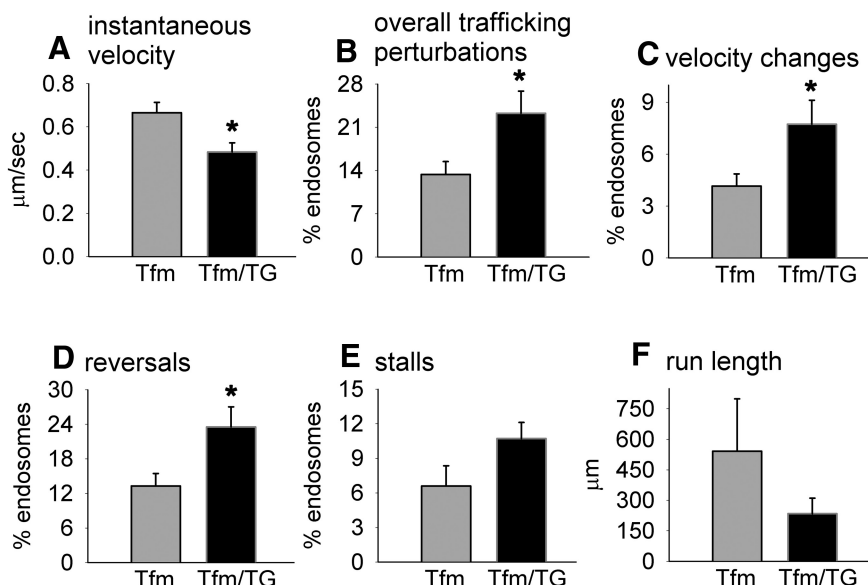 A instantaneous
velocity
μm/sec
0.8
0.6
0.4
0.2
0.0
*
Tfm Tfm/TG
B overall trafficking
perturbations
% endosomes
28
21
14
7
0
*
Tfm Tfm/TG
C velocity changes
% endosomes
9
6
3
0
*
Tfm Tfm/TG
D reversals
% endosomes
30
24
18
12
6
0
*
Tfm Tfm/TG
E stalls
% endosomes
15
12
9
6
3
0
Tfm Tfm/TG
F run length
μm
750
600
450
300
150
0
Tfm Tfm/TG